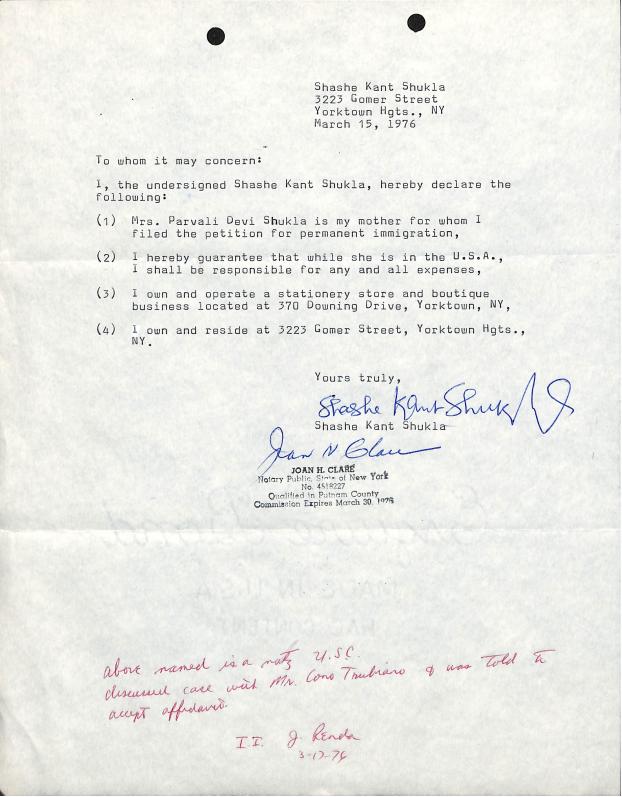 Shashe Kant Shukla
3223 Gomer Street
Yorktown Hgts., NY
March 15, 1976
To whom it may concern:
I, the undersigned Shashe Kant Shukla, hereby declare the
following:
(1) Mrs. Parvali Devi Shukla is my mother for whom I
filed the petition for permanent immigration,
(2) I hereby guarantee that while she is in the U.S.A.,
I shall be responsible for any and all expenses,
(3) I own and operate a stationery store and boutique
business located at 370 Downing Drive, Yorktown, NY,
(4) I own and reside at 3223 Gomer Street, Yorktown Hgts.,
NY.
Yours truly,
Shashe Kant Shukla
Shashe Kant Shukla
Joan H Clare
JOAN H. CLARE
Notary Public, State of New York
No. 4518227
Qualified in Putnam County
Commission Expires March 30, 1976
MADE IN U.S.A
above named is a natz U.S.C.
discussed case with Mr. Cono Trubiano & was told to
accept affidavit.
I.I. J. Renda
3-17-76